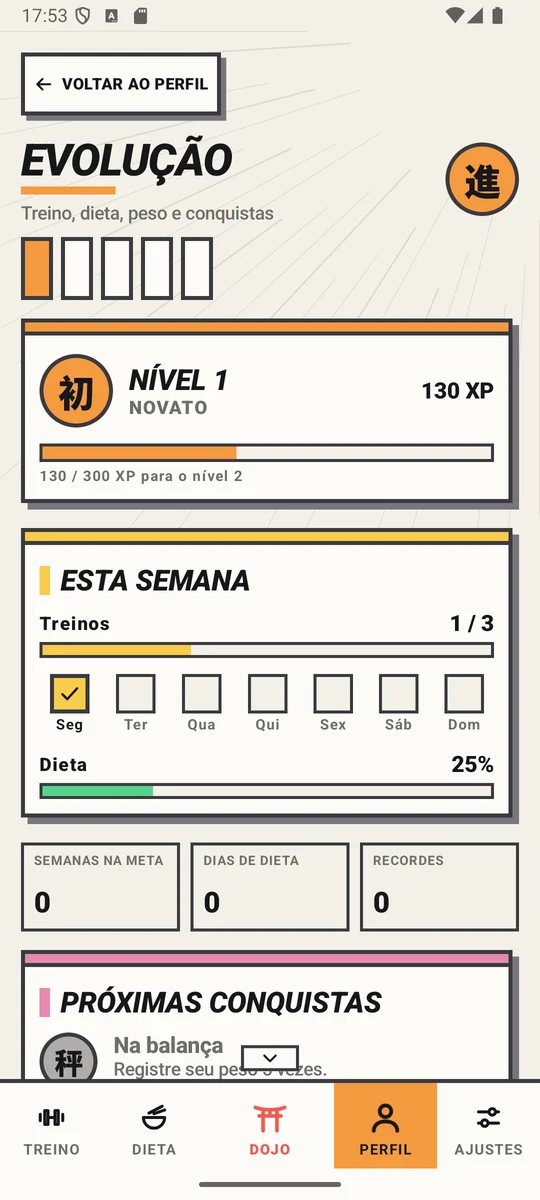 17:53
VOLTAR AO PERFIL
EVOLUÇÃO
進
Treino, dieta, peso e conquistas
初
NÍVEL 1
NOVATO
130 XP
130 / 300 XP para o nível 2
ESTA SEMANA
Treinos
1 / 3
Seg Ter Qua Qui Sex Sáb Dom
Dieta
25%
SEMANAS NA META
0
DIAS DE DIETA
0
RECORDES
0
PRÓXIMAS CONQUISTAS
秤
Na balança
Registre seu peso 5 vezes.
TREINO DIETA DOJO PERFIL AJUSTES